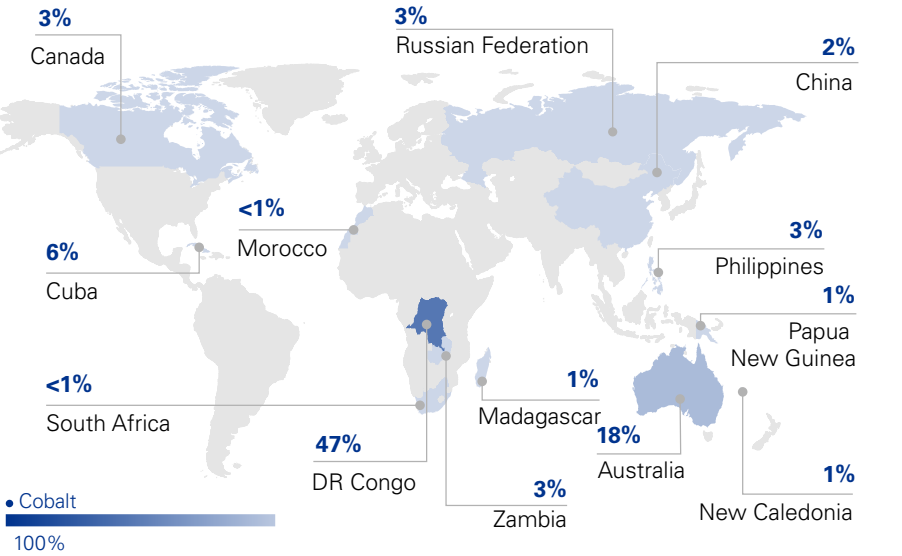 3%
Canada
3%
Russian Federation
2%
China
<1%
Morocco
6%
Cuba
3%
Philippines
1%
Papua
New Guinea
<1%
South Africa
1%
Madagascar
47%
DR Congo
18%
Australia
3%
Zambia
1%
New Caledonia
Cobalt
100%